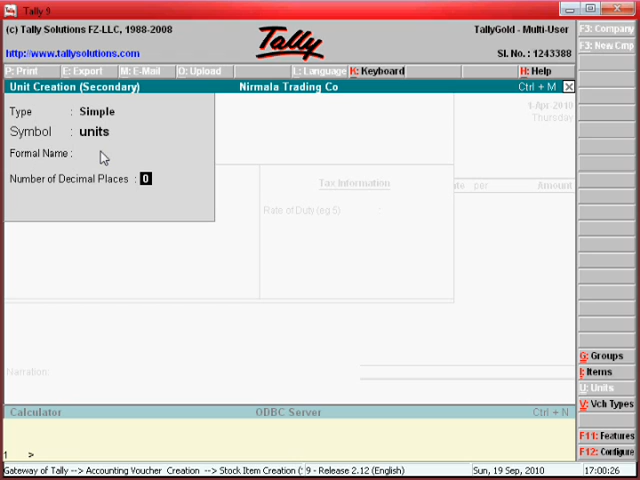 Tally 9
(c) Tally Solutions FZ-LLC, 1988-2008
http://www.tallysolutions.com
Tally
TallyGold - Multi-User
Sl. No. : 1243388
F3: Company
F3: New Cmp
P: Print E: Export M: E-Mail O: Upload L: Language K: Keyboard H: Help
Unit Creation (Secondary) Nirmala Trading Co Ctrl + M
Type : Simple
Symbol : units
Formal Name :
Number of Decimal Places : 0
1-Apr-2010
Thursday
Tax Information
per Amount
Rate of Duty (eg 5) :
Narration:
G: Groups
I: Items
U: Units
V: Vch Types
F11: Features
F12: Configure
Calculator ODBC Server Ctrl + N
1 >
Gateway of Tally --> Accounting Voucher Creation --> Stock Item Creation ( 9 - Release 2.12 (English) Sun, 19 Sep, 2010 17:00:26